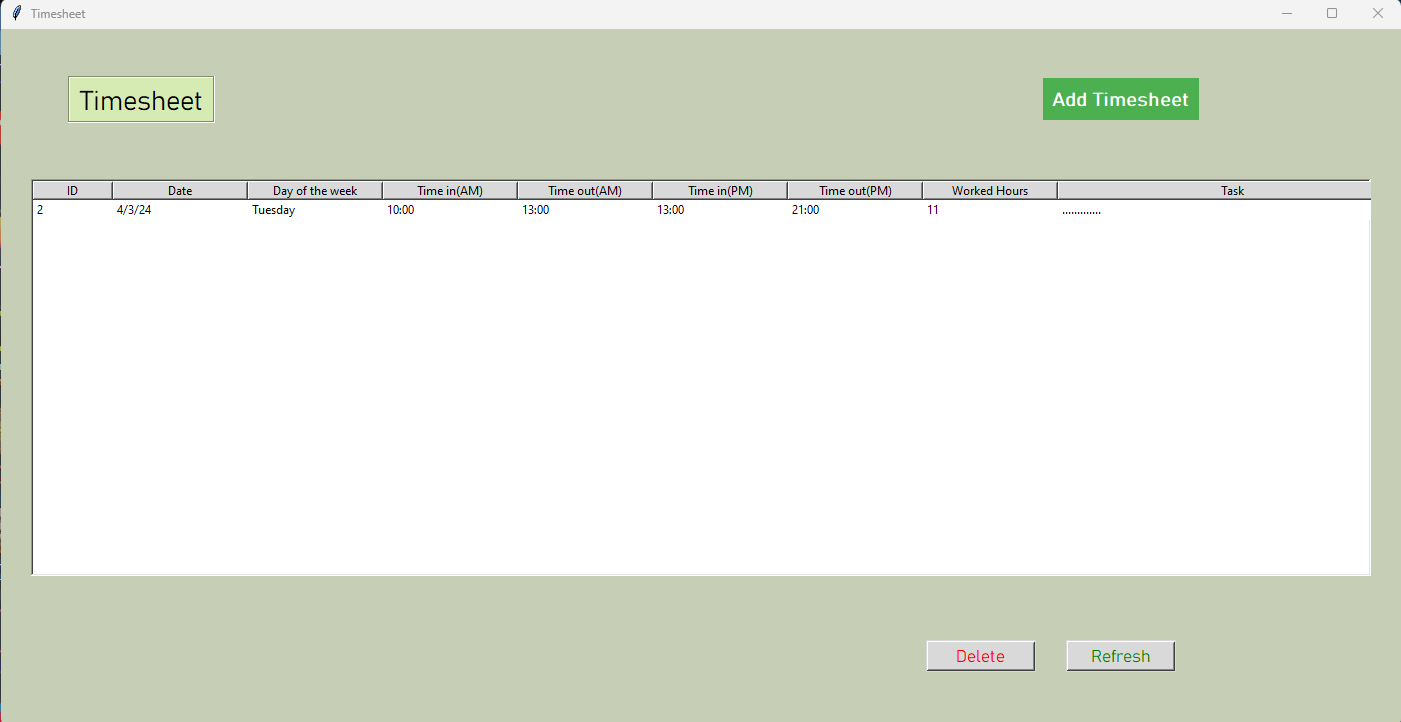 Timesheet
Timesheet
Add Timesheet
ID Date Day of the week Time in(AM) Time out(AM) Time in(PM) Time out(PM) Worked Hours Task
2 4/3/24 Tuesday 10:00 13:00 13:00 21:00 11 .............
Delete Refresh